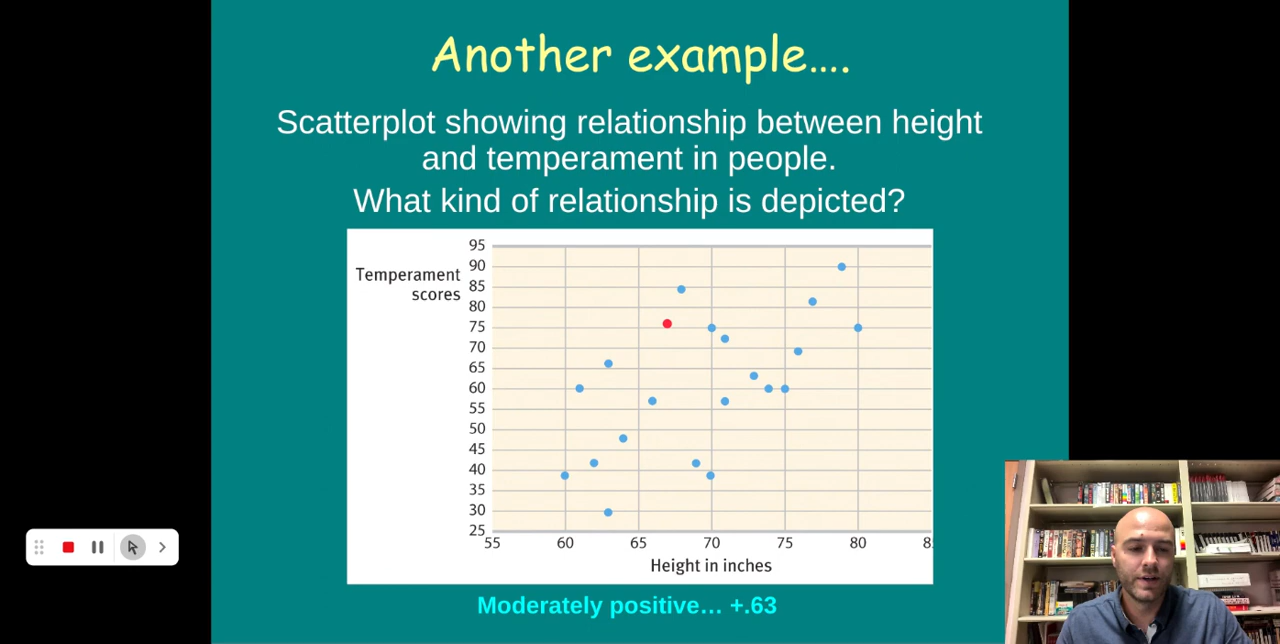 Another example….
Scatterplot showing relationship between height
and temperament in people.
What kind of relationship is depicted?
Temperament
scores
95
90
85
80
75
70
65
60
55
50
45
40
35
30
25
55 60 65 70 75 80
Height in inches
Moderately positive… +.63